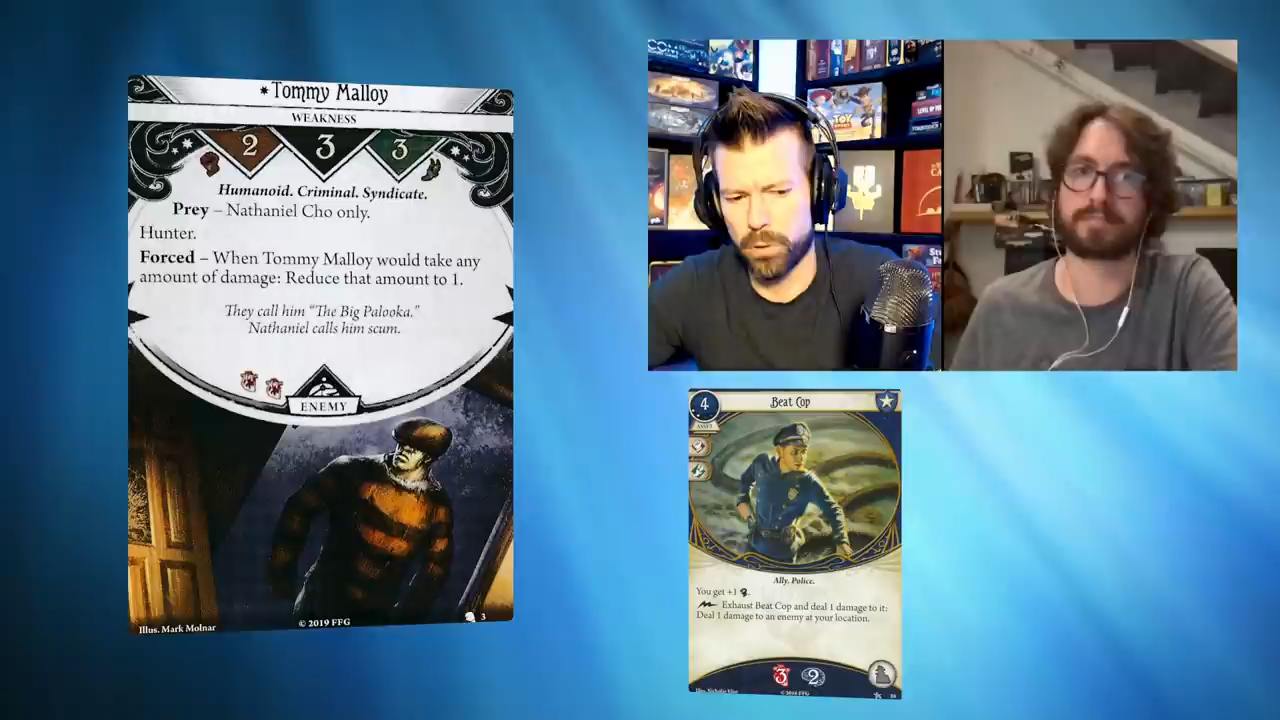 Tommy Malloy
WEAKNESS
2 3 3
Humanoid. Criminal. Syndicate.
Prey – Nathaniel Cho only.
Hunter.
Forced – When Tommy Malloy would take any
amount of damage: Reduce that amount to 1.
They call him “The Big Palooka.”
Nathaniel calls him scum.
ENEMY
Illus. Mark Molnar
© 2019 FFG
3
TOY
STORY
4
Beat Cop
ASSET
Ally. Police.
You get +1
Exhaust Beat Cop and deal 1 damage to it:
Deal 1 damage to an enemy at your location.
3 2